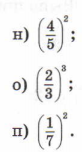 н) (4/5)²;
о) (2/3)³;
п) (1/7)².